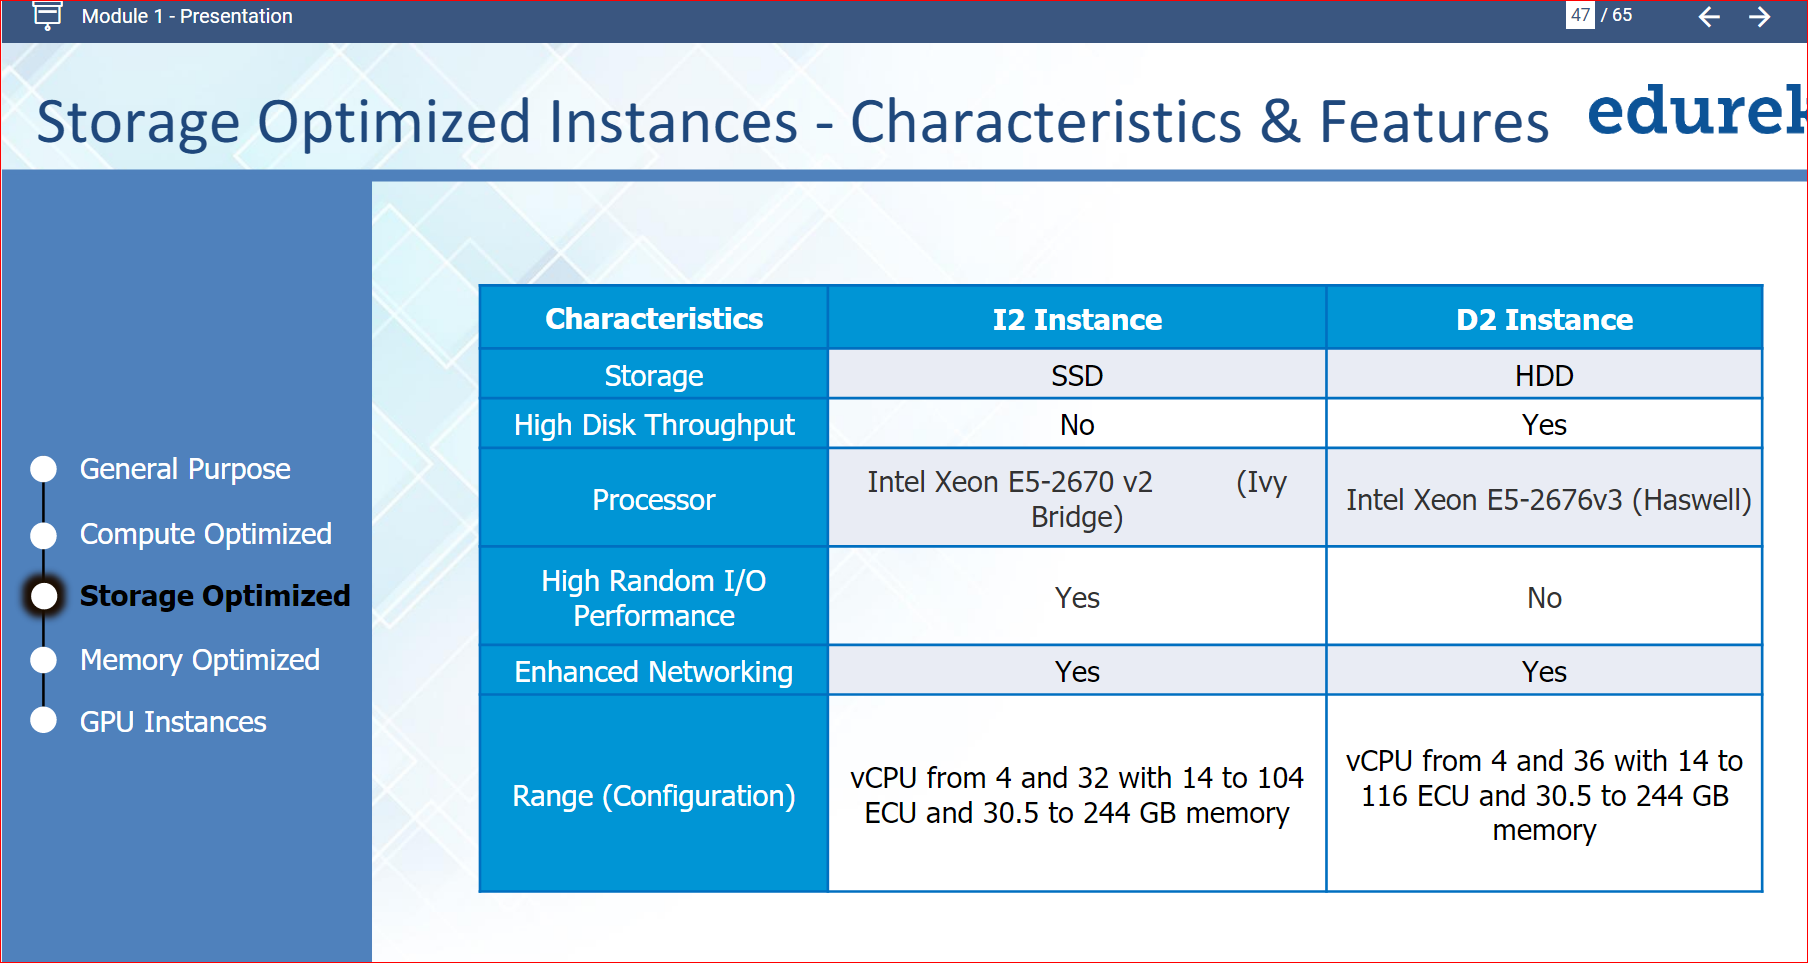 Module 1 - Presentation
47 / 65
Storage Optimized Instances - Characteristics & Features
General Purpose
Compute Optimized
Storage Optimized
Memory Optimized
GPU Instances
Characteristics I2 Instance D2 Instance
Storage SSD HDD
High Disk Throughput No Yes
Processor
Intel Xeon E5-2670 v2 (Ivy
Bridge)
Intel Xeon E5-2676v3 (Haswell)
High Random I/O
Performance
Yes
No
Enhanced Networking Yes Yes
Range (Configuration)
vCPU from 4 and 32 with 14 to 104
ECU and 30.5 to 244 GB memory
vCPU from 4 and 36 with 14 to
116 ECU and 30.5 to 244 GB
memory